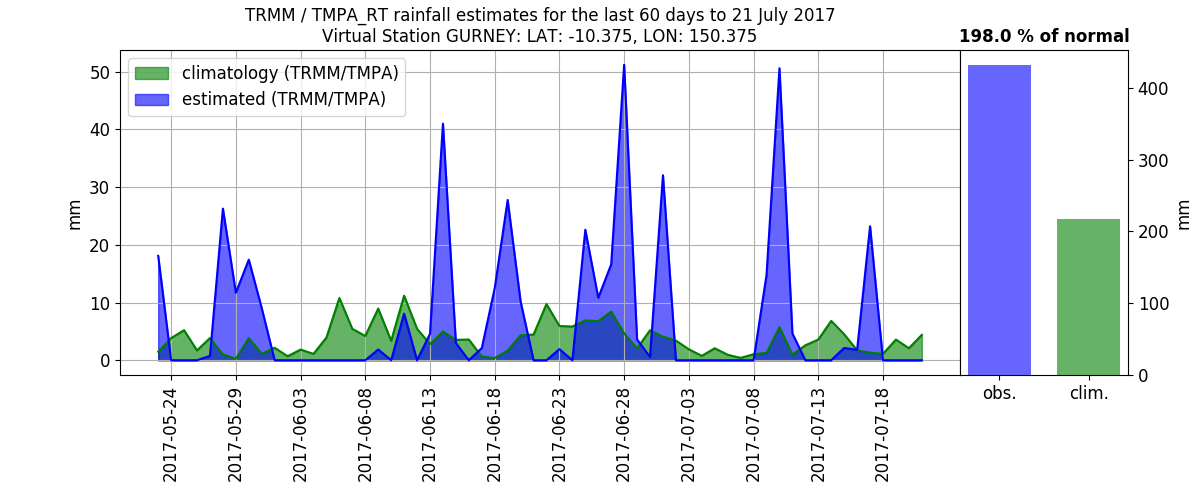 TRMM / TMPA_RT rainfall estimates for the last 60 days to 21 July 2017
Virtual Station GURNEY: LAT: -10.375, LON: 150.375
198.0 % of normal
climatology (TRMM/TMPA)
estimated (TRMM/TMPA)
mm
50
40
30
20
10
0
2017-05-24
2017-05-29
2017-06-03
2017-06-08
2017-06-13
2017-06-18
2017-06-23
2017-06-28
2017-07-03
2017-07-08
2017-07-13
2017-07-18
400
300
200
100
0
mm
obs.
clim.